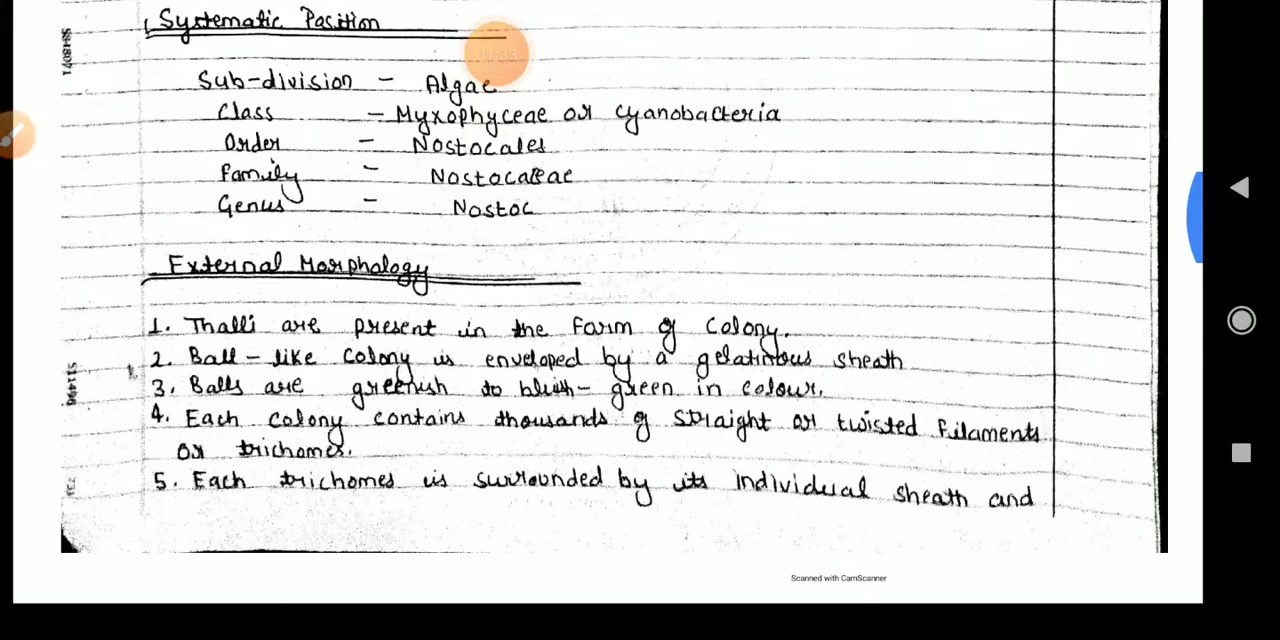 Systematic Position
Sub-division - Algae
Class - Myxophyceae or cyanobacteria
Order - Nostocales
Family - Nostocaceae
Genus - Nostoc
External Morphology
1. Thalli are present in the form of colony.
2. Ball-like colony is enveloped by a gelatinous sheath
3. Balls are greenish to bluish-green in colour.
4. Each colony contains thousands of straight or twisted filaments
or trichomes.
5. Each trichomes is surrounded by its individual sheath and
Scanned with CamScanner